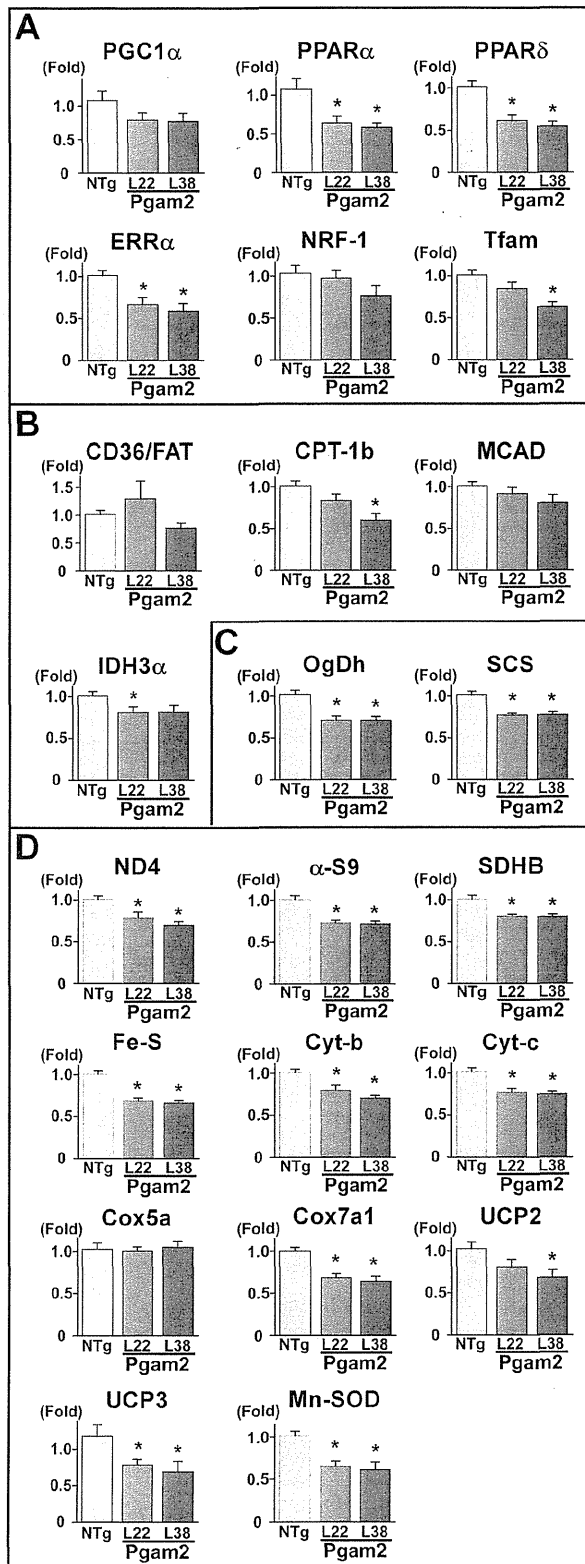 A
PGC1α PPARα PPARδ
(Fold) (Fold) (Fold)
1.0 1.0 1.0
0.5 0.5 0.5
0 0 0
NTg L22 L38 NTg L22 L38 NTg L22 L38
Pgam2 Pgam2 Pgam2
* * * *
ERRα NRF-1 Tfam
(Fold) (Fold) (Fold)
1.0 1.0 1.0
* * *
0.5 0.5 0.5
0 0 0
NTg L22 L38 NTg L22 L38 NTg L22 L38
Pgam2 Pgam2 Pgam2
B
CD36/FAT CPT-1b MCAD
(Fold) (Fold) (Fold)
1.5
1.0 1.0 1.0
*
0.5 0.5 0.5
0 0 0
NTg L22 L38 NTg L22 L38 NTg L22 L38
Pgam2 Pgam2 Pgam2
C
IDH3α OgDh SCS
(Fold) (Fold) (Fold)
1.0 1.0 1.0
* * * * *
0.5 0.5 0.5
0 0 0
NTg L22 L38 NTg L22 L38 NTg L22 L38
Pgam2 Pgam2 Pgam2
D
ND4 α-S9 SDHB
(Fold) (Fold) (Fold)
1.0 1.0 1.0
* * * * * *
0.5 0.5 0.5
0 0 0
NTg L22 L38 NTg L22 L38 NTg L22 L38
Pgam2 Pgam2 Pgam2
Fe-S Cyt-b Cyt-c
(Fold) (Fold) (Fold)
1.0 1.0 1.0
* * * * * *
0.5 0.5 0.5
0 0 0
NTg L22 L38 NTg L22 L38 NTg L22 L38
Pgam2 Pgam2 Pgam2
Cox5a Cox7a1 UCP2
(Fold) (Fold) (Fold)
1.0 1.0 1.0
* * *
0.5 0.5 0.5
0 0 0
NTg L22 L38 NTg L22 L38 NTg L22 L38
Pgam2 Pgam2 Pgam2
UCP3 Mn-SOD
(Fold) (Fold)
1.0 1.0
* * * *
0.5 0.5
0 0
NTg L22 L38 NTg L22 L38
Pgam2 Pgam2